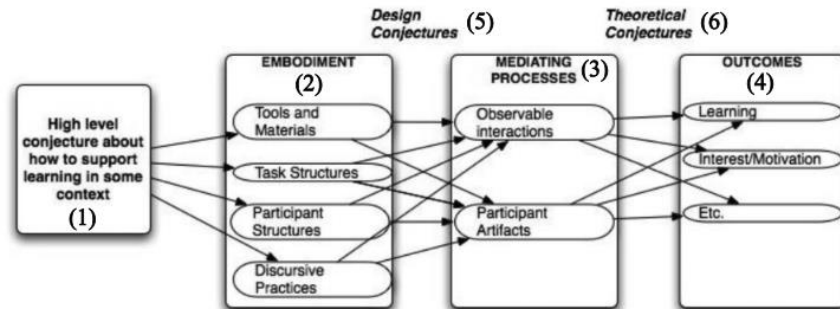 Design
Conjectures (5)
Theoretical
Conjectures (6)
High level
conjecture about
how to support
learning in some
context
(1)
EMBODIMENT
(2)
Tools and
Materials
Task Structures
Participant
Structures
Discursive
Practices
MEDIATING
PROCESSES (3)
Observable
interactions
Participant
Artifacts
OUTCOMES
(4)
Learning
Interest/Motivation
Etc.